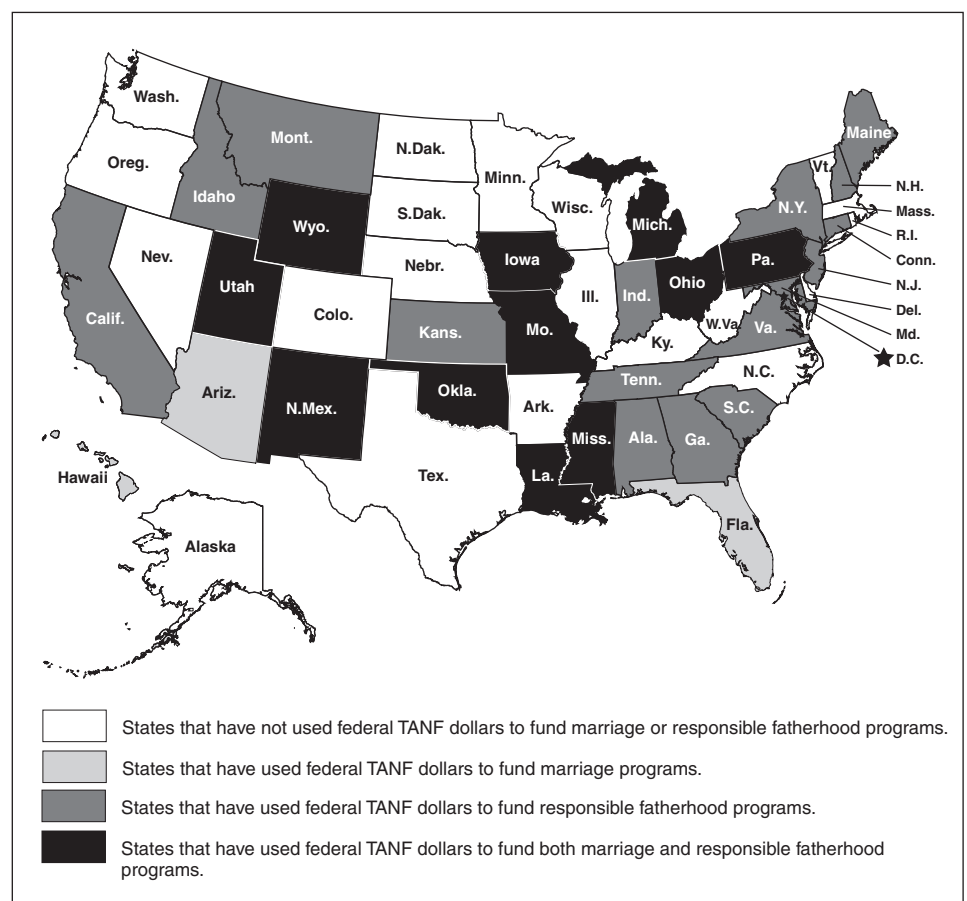 Wash.
Oreg.
Calif.
Nev.
Idaho
Mont.
Wyo.
Utah
Ariz.
Colo.
N.Mex.
N.Dak.
S.Dak.
Nebr.
Kans.
Okla.
Tex.
Minn.
Iowa
Mo.
Ark.
La.
Wisc.
Ill.
Mich.
Ind.
Ohio
Ky.
Tenn.
Miss.
Ala.
Ga.
Fla.
S.C.
N.C.
Va.
W.Va.
Pa.
N.Y.
Vt.
Maine
N.H.
Mass.
R.I.
Conn.
N.J.
Del.
Md.
D.C.
Hawaii
Alaska
States that have not used federal TANF dollars to fund marriage or responsible fatherhood programs.
States that have used federal TANF dollars to fund marriage programs.
States that have used federal TANF dollars to fund responsible fatherhood programs.
States that have used federal TANF dollars to fund both marriage and responsible fatherhood
programs.